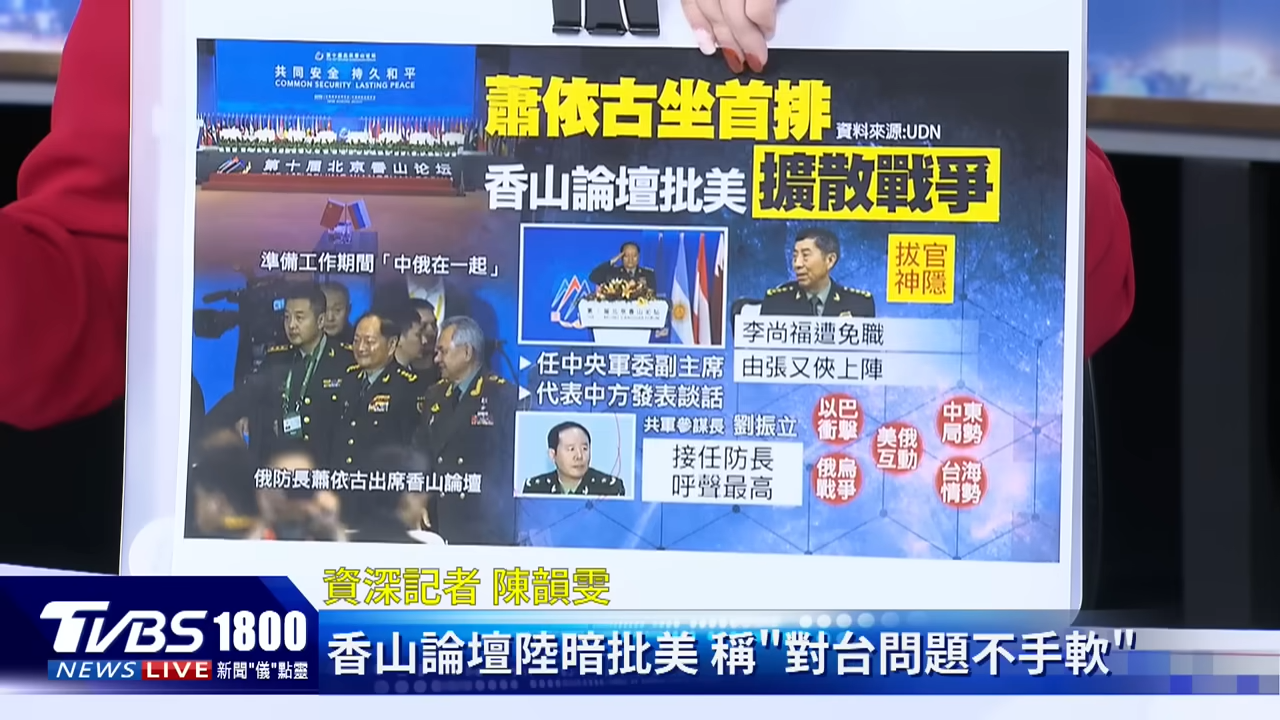 共同安全 持久和平
COMMON SECURITY LASTING PEACE
第十届北京香山论坛
準備工作期間「中俄在一起」
俄防長蕭依古出席香山論壇
蕭依古坐首排
資料來源:UDN
香山論壇批美 擴散戰爭
▶任中央軍委副主席
▶代表中方發表談話
拔官
神隱
李尚福遭免職
由張又俠上陣
共軍參謀長 劉振立
接任防長
呼聲最高
以巴
衝擊
美俄
互動
中東
局勢
俄烏
戰爭
台海
情勢
資深記者 陳韻雯
TVBS 1800
NEWS LIVE 新聞"儀"點靈
香山論壇陸暗批美 稱"對台問題不手軟"